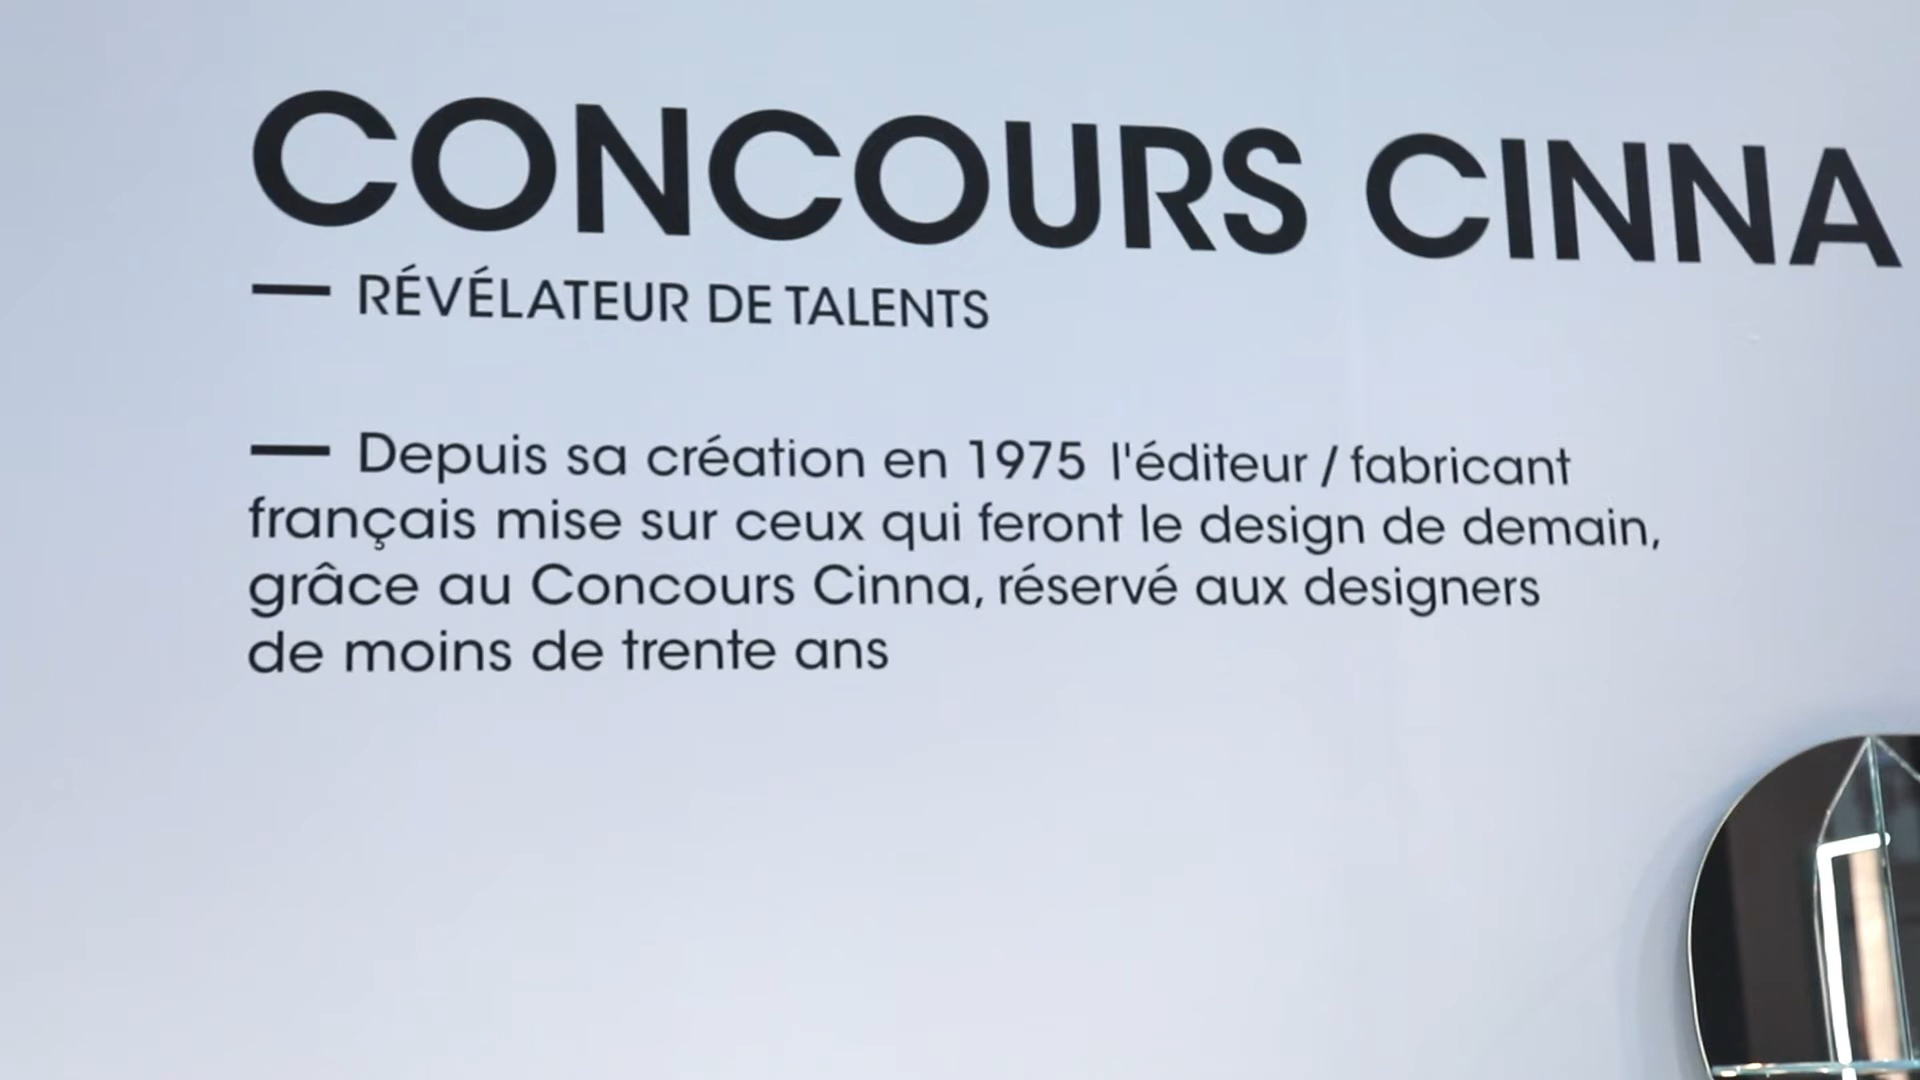 CONCOURS CINNA
— RÉVÉLATEUR DE TALENTS
— Depuis sa création en 1975 l'éditeur / fabricant
français mise sur ceux qui feront le design de demain,
grâce au Concours Cinna, réservé aux designers
de moins de trente ans